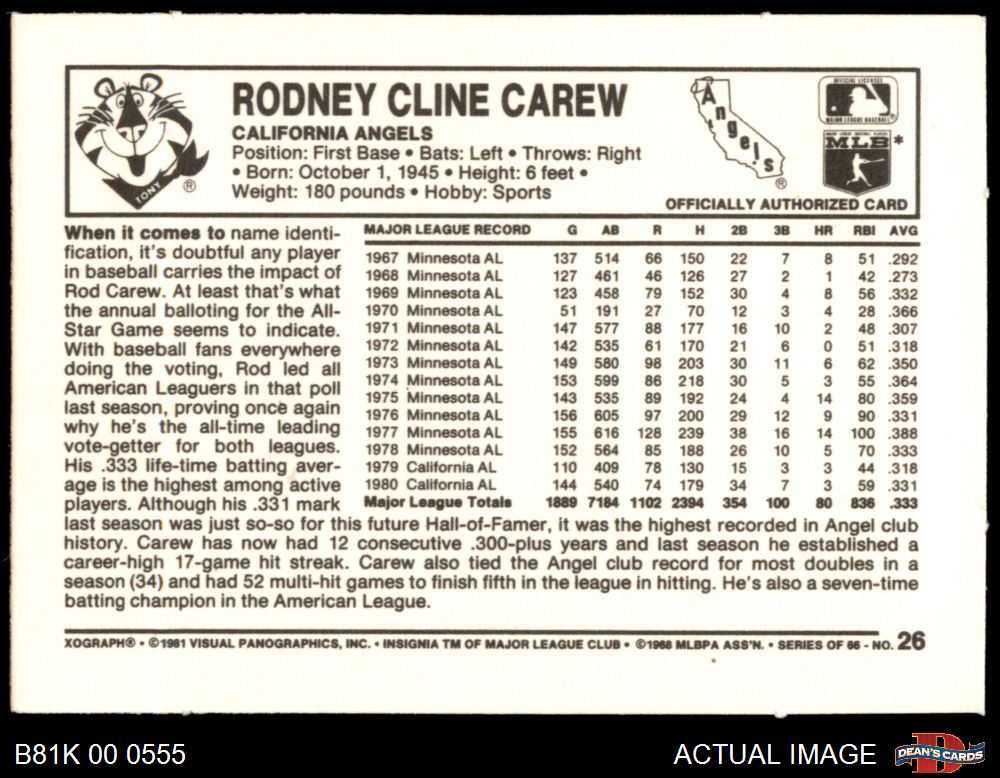 RODNEY CLINE CAREW
CALIFORNIA ANGELS
Position: First Base • Bats: Left • Throws: Right
• Born: October 1, 1945 • Height: 6 feet •
Weight: 180 pounds • Hobby: Sports
TONY ®
Angels ®
OFFICIAL LICENSEE
MAJOR LEAGUE BASEBALL®
MAJOR LEAGUE BASEBALL PLAYERS
MLB *
OFFICIALLY AUTHORIZED CARD
When it comes to name identi-
fication, it's doubtful any player
in baseball carries the impact of
Rod Carew. At least that's what
the annual balloting for the All-
Star Game seems to indicate.
With baseball fans everywhere
doing the voting, Rod led all
American Leaguers in that poll
last season, proving once again
why he's the all-time leading
vote-getter for both leagues.
His .333 life-time batting aver-
age is the highest among active
players. Although his .331 mark
last season was just so-so for this future Hall-of-Famer, it was the highest recorded in Angel club
history. Carew has now had 12 consecutive .300-plus years and last season he established a
career-high 17-game hit streak. Carew also tied the Angel club record for most doubles in a
season (34) and had 52 multi-hit games to finish fifth in the league in hitting. He's also a seven-time
batting champion in the American League.
MAJOR LEAGUE RECORD G AB R H 2B 3B HR RBI AVG
1967 Minnesota AL 137 514 66 150 22 7 8 51 .292
1968 Minnesota AL 127 461 46 126 27 2 1 42 .273
1969 Minnesota AL 123 458 79 152 30 4 8 56 .332
1970 Minnesota AL 51 191 27 70 12 3 4 28 .366
1971 Minnesota AL 147 577 88 177 16 10 2 48 .307
1972 Minnesota AL 142 535 61 170 21 6 0 51 .318
1973 Minnesota AL 149 580 98 203 30 11 6 62 .350
1974 Minnesota AL 153 599 86 218 30 5 3 55 .364
1975 Minnesota AL 143 535 89 192 24 4 14 80 .359
1976 Minnesota AL 156 605 97 200 29 12 9 90 .331
1977 Minnesota AL 155 616 128 239 38 16 14 100 .388
1978 Minnesota AL 152 564 85 188 26 10 5 70 .333
1979 California AL 110 409 78 130 15 3 3 44 .318
1980 California AL 144 540 74 179 34 7 3 59 .331
Major League Totals 1889 7184 1102 2394 354 100 80 836 .333
XOGRAPH® • ©1981 VISUAL PANOGRAPHICS, INC. • INSIGNIA TM OF MAJOR LEAGUE CLUB • ©1968 MLBPA ASS'N. • SERIES OF 66 - NO. 26
B81K 00 0555
ACTUAL IMAGE
D
DEAN'S CARDS